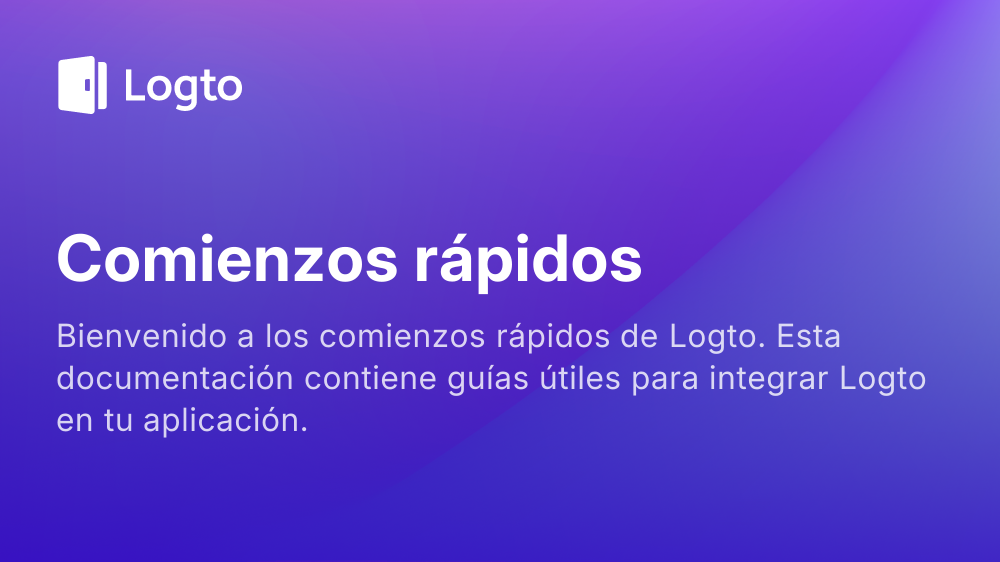 Logto
Comienzos rápidos
Bienvenido a los comienzos rápidos de Logto. Esta
documentación contiene guías útiles para integrar Logto
en tu aplicación.